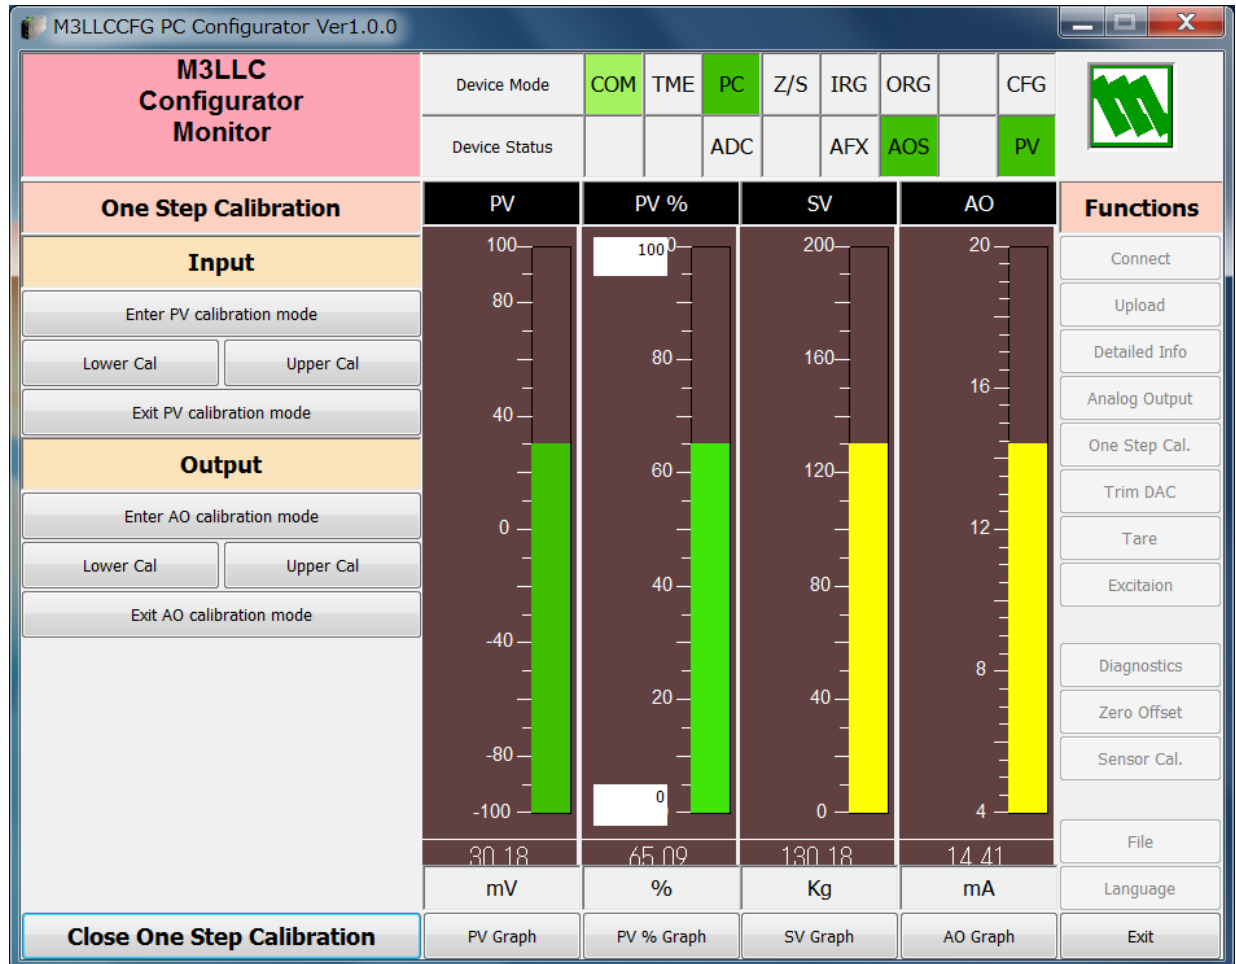 M3LLCCFG PC Configurator Ver1.0.0
M3LLC
Configurator
Monitor
Device Mode COM TME PC Z/S IRG ORG CFG
Device Status ADC AFX AOS PV
One Step Calibration
Input
Enter PV calibration mode
Lower Cal Upper Cal
Exit PV calibration mode
Output
Enter AO calibration mode
Lower Cal Upper Cal
Exit AO calibration mode
Close One Step Calibration
PV
100
80
40
0
-40
-80
-100
30.18
mV
PV Graph
PV %
100
80
60
40
20
0
65.09
%
PV % Graph
SV
200
160
120
80
40
0
130.18
Kg
SV Graph
AO
20
16
12
8
4
14.41
mA
AO Graph
Functions
Connect
Upload
Detailed Info
Analog Output
One Step Cal.
Trim DAC
Tare
Excitaion
Diagnostics
Zero Offset
Sensor Cal.
File
Language
Exit